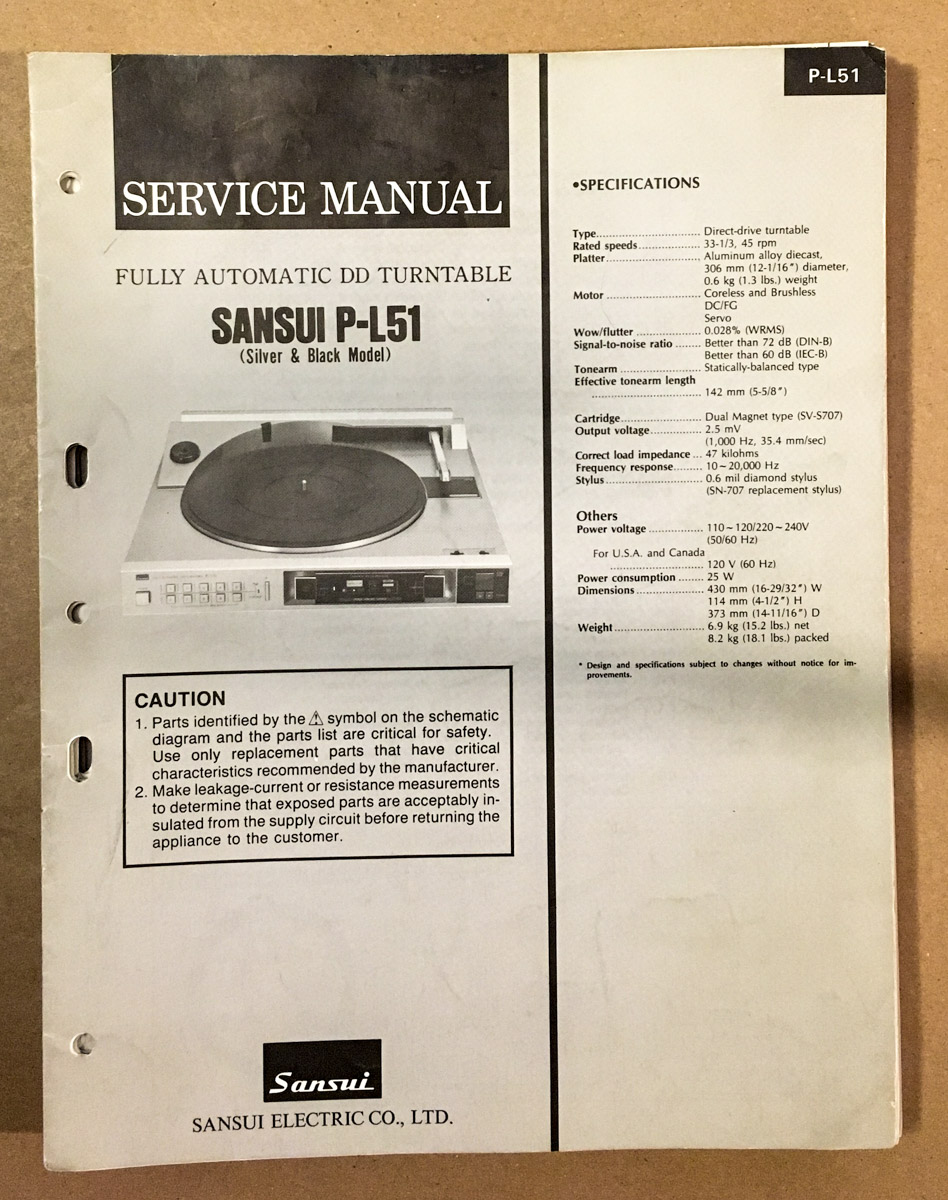 SERVICE MANUAL
FULLY AUTOMATIC DD TURNTABLE
SANSUI P-L51
(Silver & Black Model)
CAUTION
1. Parts identified by the ⚠ symbol on the schematic
diagram and the parts list are critical for safety.
Use only replacement parts that have critical
characteristics recommended by the manufacturer.
2. Make leakage-current or resistance measurements
to determine that exposed parts are acceptably in-
sulated from the supply circuit before returning the
appliance to the customer.
Sansui
SANSUI ELECTRIC CO., LTD.
P-L51
•SPECIFICATIONS
Type............................ Direct-drive turntable
Rated speeds................. 33-1/3, 45 rpm
Platter.......................... Aluminum alloy diecast,
306 mm (12-1/16″) diameter,
0.6 kg (1.3 lbs.) weight
Motor .......................... Coreless and Brushless
DC/FG
Servo
Wow/flutter .................. 0.028% (WRMS)
Signal-to-noise ratio ....... Better than 72 dB (DIN-B)
Better than 60 dB (IEC-B)
Tonearm ...................... Statically-balanced type
Effective tonearm length
.............................. 142 mm (5-5/8″)
Cartridge...................... Dual Magnet type (SV-S707)
Output voltage.............. 2.5 mV
(1,000 Hz, 35.4 mm/sec)
Correct load impedance ... 47 kilohms
Frequency response........ 10~20,000 Hz
Stylus........................... 0.6 mil diamond stylus
(SN-707 replacement stylus)
Others
Power voltage ............... 110~120/220~240V
(50/60 Hz)
For U.S.A. and Canada
.......................... 120 V (60 Hz)
Power consumption ....... 25 W
Dimensions................... 430 mm (16-29/32″) W
114 mm (4-1/2″) H
373 mm (14-11/16″) D
Weight......................... 6.9 kg (15.2 lbs.) net
8.2 kg (18.1 lbs.) packed
* Design and specifications subject to changes without notice for im-
provements.